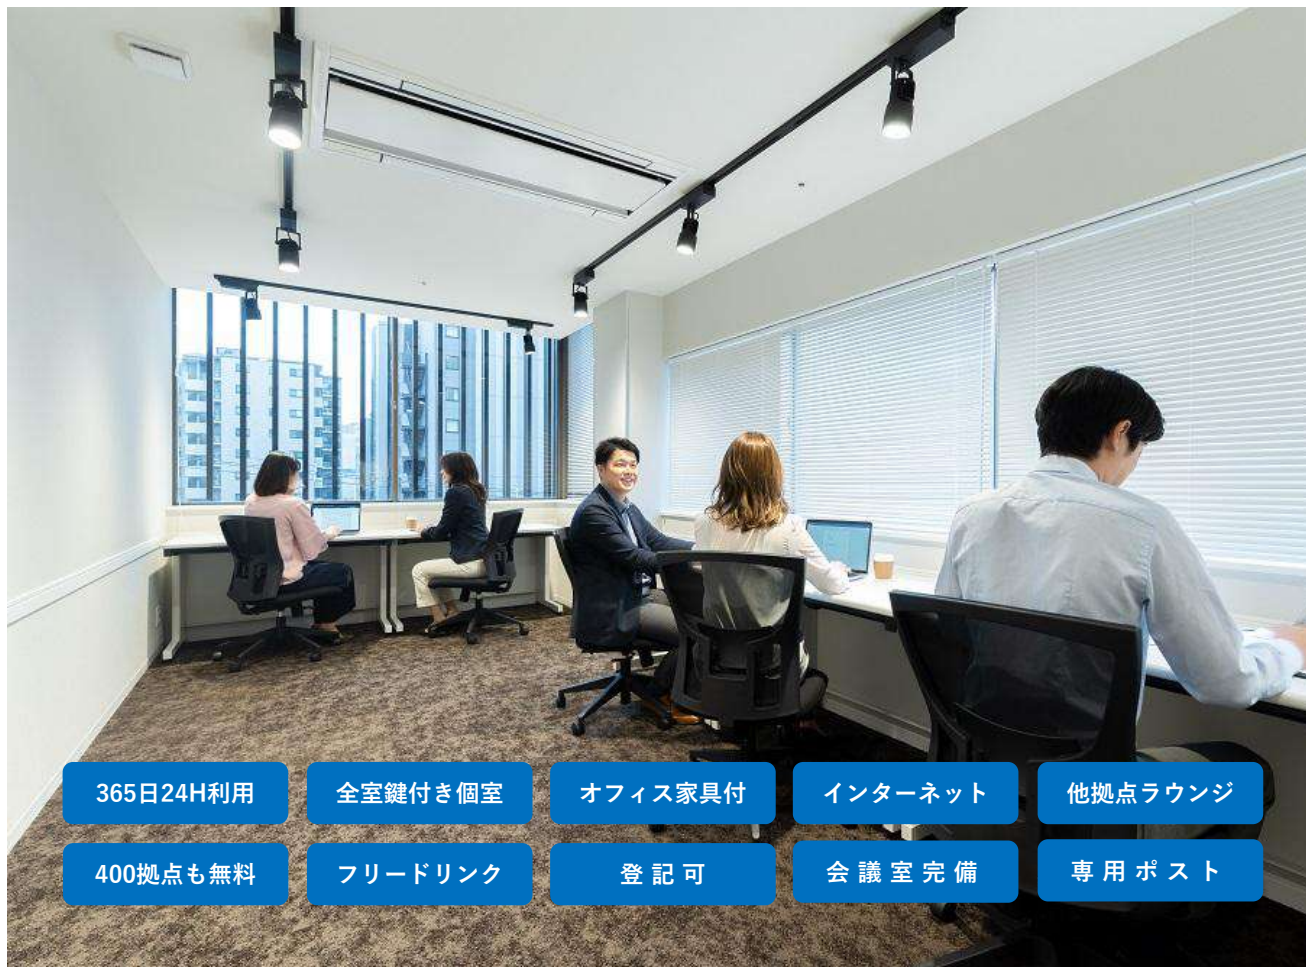 365日24H利用
全室鍵付き個室
オフィス家具付
インターネット
他拠点ラウンジ
400拠点も無料
フリードリンク
登記可
会議室完備
専用ポスト